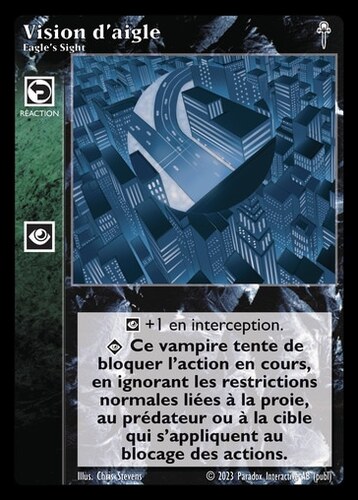 Vision d'aigle
Eagle's Sight
RÉACTION
+1 en interception.
Ce vampire tente de
bloquer l'action en cours,
en ignorant les restrictions
normales liées à la proie,
au prédateur ou à la cible
qui s'appliquent au
blocage des actions.
Illus. Chris Stevens
© 2023 Paradox Interactive AB (publ)